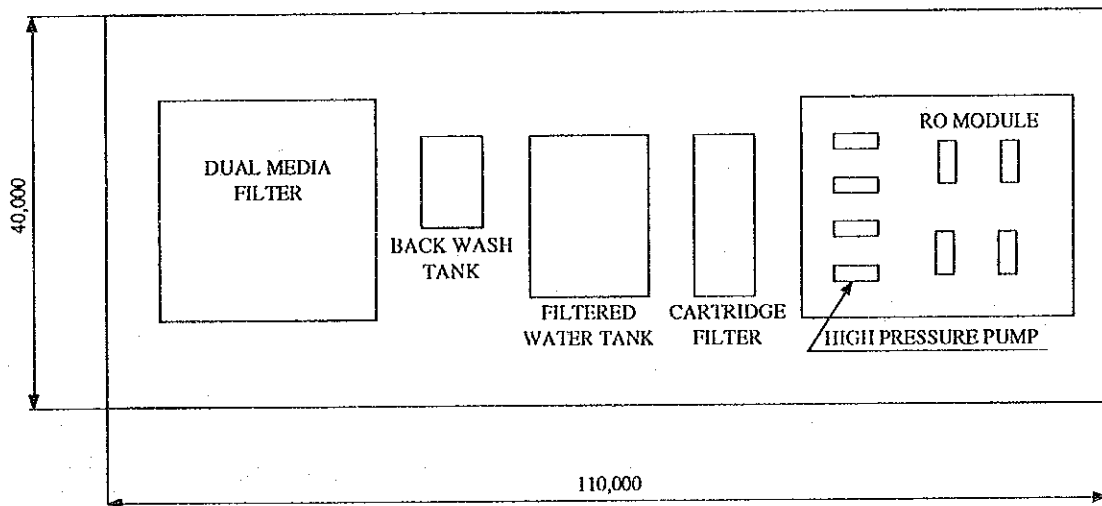 40,000
DUAL MEDIA
FILTER
BACK WASH
TANK
FILTERED
WATER TANK
CARTRIDGE
FILTER
RO MODULE
HIGH PRESSURE PUMP
110,000